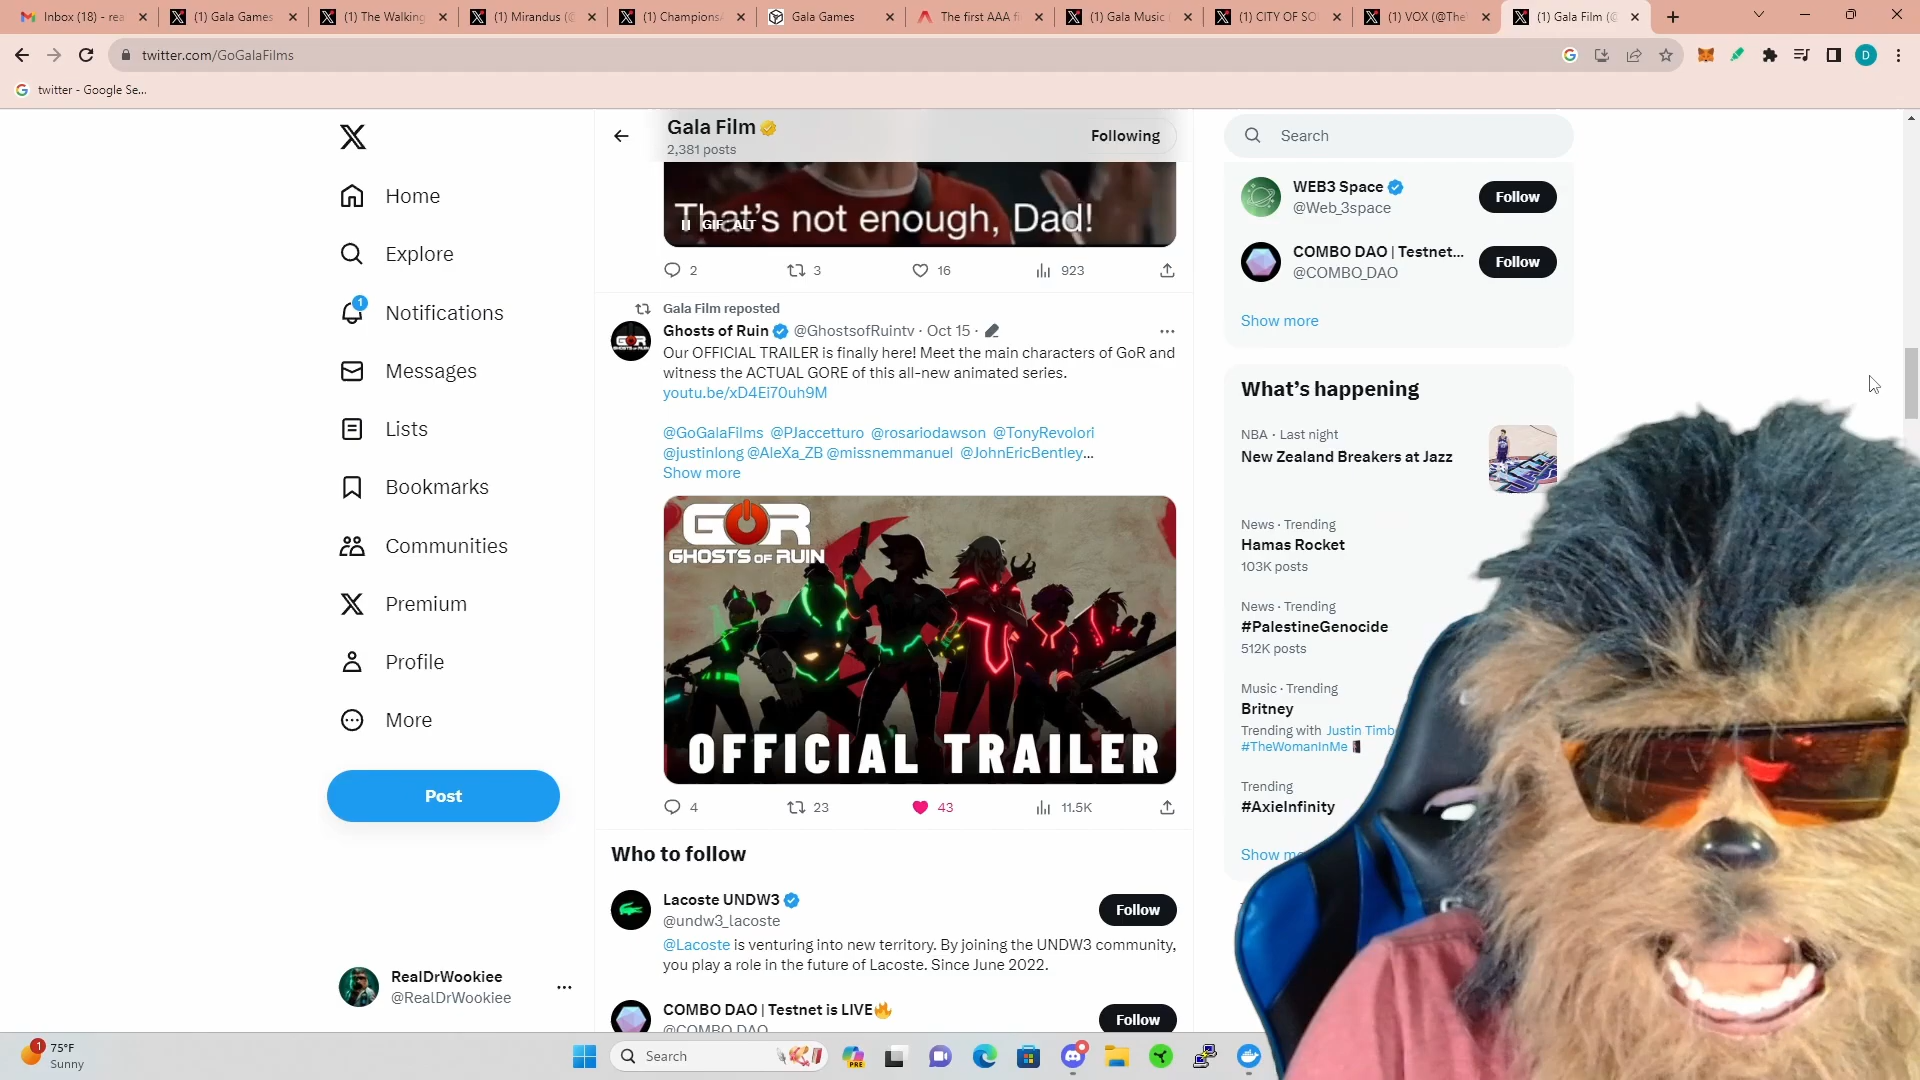 Inbox (18) - rea
(1) Gala Games
(1) The Walking
(1) Mirandus (@
(1) Champions
Gala Games
The first AAA fi
(1) Gala Music
(1) CITY OF SO
(1) VOX (@The
(1) Gala Film (@
twitter.com/GoGalaFilms
D
twitter - Google Se...
Home
Explore
1
Notifications
Messages
Lists
Bookmarks
Communities
Premium
Profile
More
Post
RealDrWookiee
@RealDrWookiee
Gala Film
2,381 posts
Following
That's not enough, Dad!
GIF ALT
2
3
16
923
Gala Film reposted
Ghosts of Ruin @GhostsofRuintv · Oct 15 ·
Our OFFICIAL TRAILER is finally here! Meet the main characters of GoR and
witness the ACTUAL GORE of this all-new animated series.
youtu.be/xD4Ei70uh9M
@GoGalaFilms @PJaccetturo @rosariodawson @TonyRevolori
@justinlong @AleXa_ZB @missnemmanuel @JohnEricBentley...
Show more
GOR
GHOSTS OF RUIN
OFFICIAL TRAILER
4
23
43
11.5K
Who to follow
Lacoste UNDW3
@undw3_lacoste
Follow
@Lacoste is venturing into new territory. By joining the UNDW3 community,
you play a role in the future of Lacoste. Since June 2022.
COMBO DAO | Testnet is LIVE🔥
@COMBO_DAO
Follow
Search
WEB3 Space
@Web_3space
Follow
COMBO DAO | Testnet...
@COMBO_DAO
Follow
Show more
What's happening
NBA · Last night
New Zealand Breakers at Jazz
News · Trending
Hamas Rocket
103K posts
News · Trending
#PalestineGenocide
512K posts
Music · Trending
Britney
Trending with Justin Timb
#TheWomanInMe
Trending
#AxieInfinity
Show mo
1
75°F
Sunny
Search
PRE